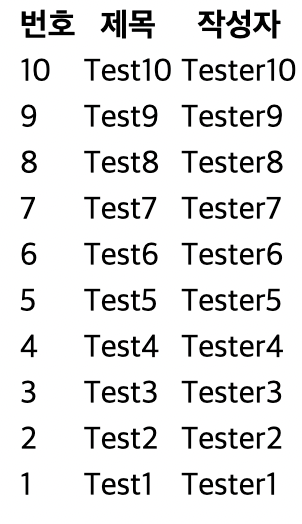 번호 제목 작성자
10 Test10 Tester10
9 Test9 Tester9
8 Test8 Tester8
7 Test7 Tester7
6 Test6 Tester6
5 Test5 Tester5
4 Test4 Tester4
3 Test3 Tester3
2 Test2 Tester2
1 Test1 Tester1